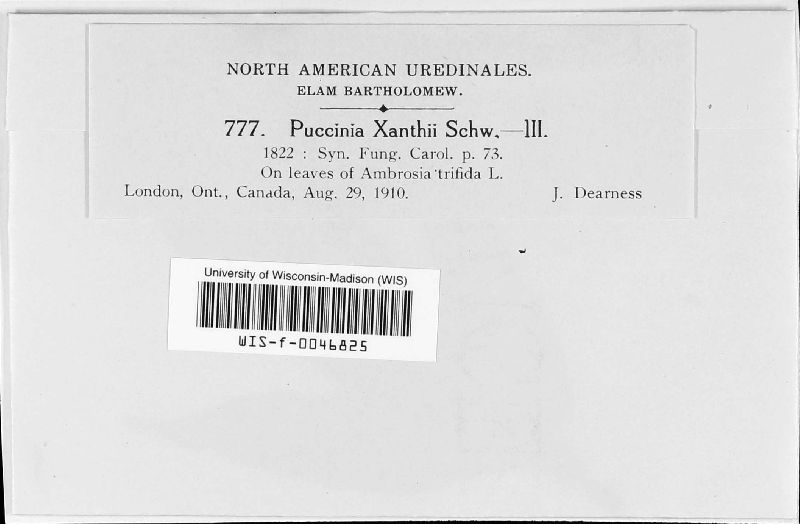 NORTH AMERICAN UREDINALES.
ELAM BARTHOLOMEW.
777. Puccinia Xanthii Schw.—III.
1822 : Syn. Fung. Carol. p. 73.
On leaves of Ambrosia trifida L.
London, Ont., Canada, Aug. 29, 1910. J. Dearness
University of Wisconsin-Madison (WIS)
WIS-f-0046825